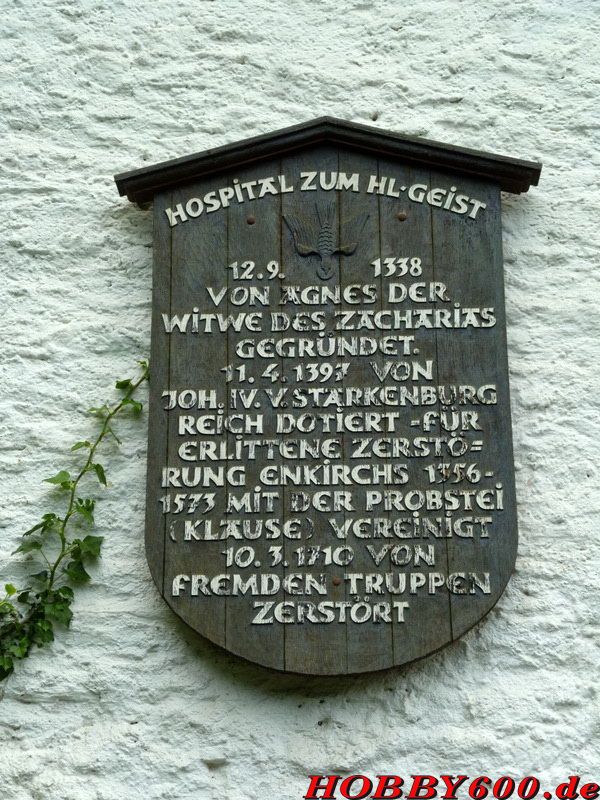 HOSPITAL ZUM HL·GEIST
12.9. 1338
VON AGNES DER
WITWE DES ZACHARIAS
GEGRÜNDET.
11.4.1397 VON
JOH. IV. V. STARKENBURG
REICH DOTIERT -FÜR
ERLITTENE ZERSTÖ=
RUNG ENKIRCHS 1356-
1573 MIT DER PROBSTEI
(KLAUSE) VEREINIGT
10.3.1710 VON
FREMDEN TRUPPEN
ZERSTÖRT
HOBBY600.de